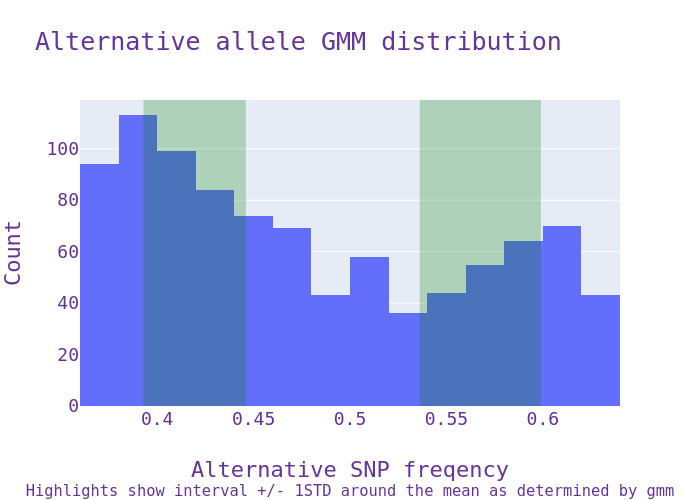 Alternative allele GMM distribution
100
80
60
40
20
0
Count
0.4 0.45 0.5 0.55 0.6
Alternative SNP freqency
Highlights show interval +/- 1STD around the mean as determined by gmm